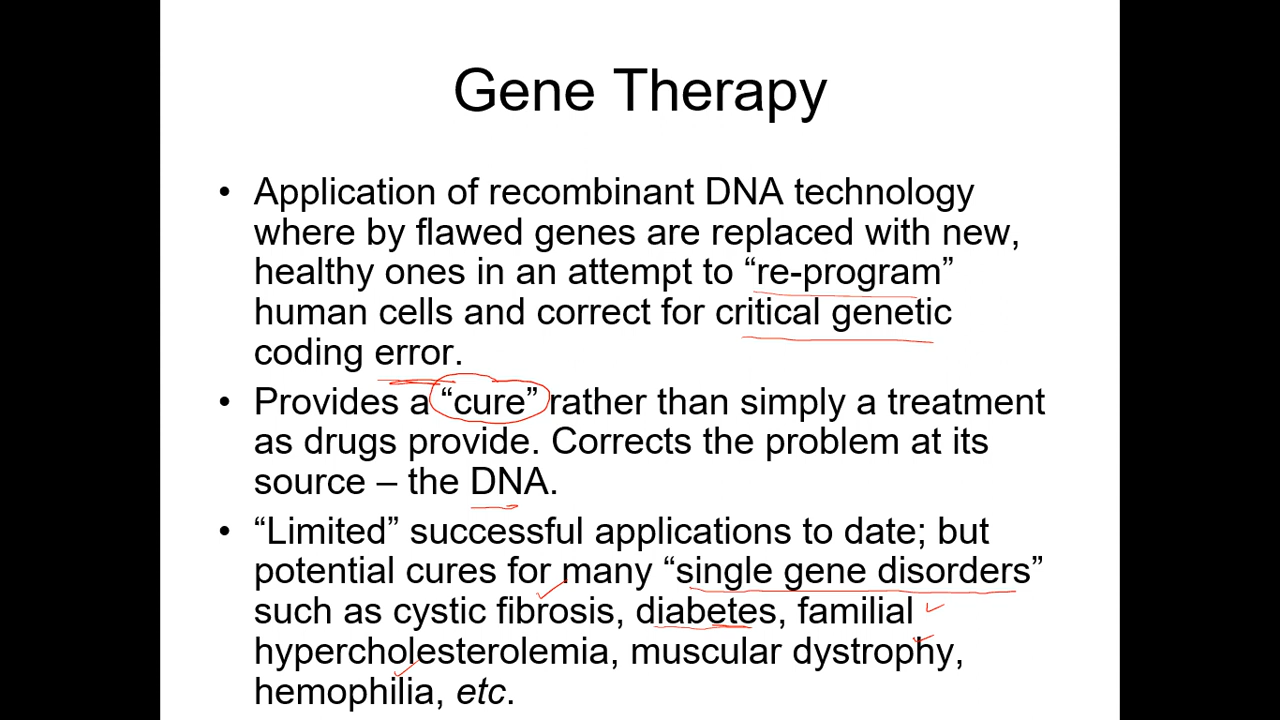 Gene Therapy
• Application of recombinant DNA technology
where by flawed genes are replaced with new,
healthy ones in an attempt to “re-program”
human cells and correct for critical genetic
coding error.
• Provides a “cure” rather than simply a treatment
as drugs provide. Corrects the problem at its
source – the DNA.
• “Limited” successful applications to date; but
potential cures for many “single gene disorders”
such as cystic fibrosis, diabetes, familial
hypercholesterolemia, muscular dystrophy,
hemophilia, etc.